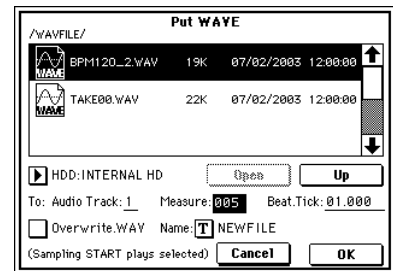 Put WAVE
/WAVFILE/
WAVE BPM120_2.WAV 19K 07/02/2003 12:00:00
WAVE TAKE00.WAV 22K 07/02/2003 12:00:00
HDD:INTERNAL HD Open Up
To: Audio Track: 1 Measure: 005 Beat.Tick: 01.000
Overwrite.WAV Name: T NEWFILE
(Sampling START plays selected) Cancel OK